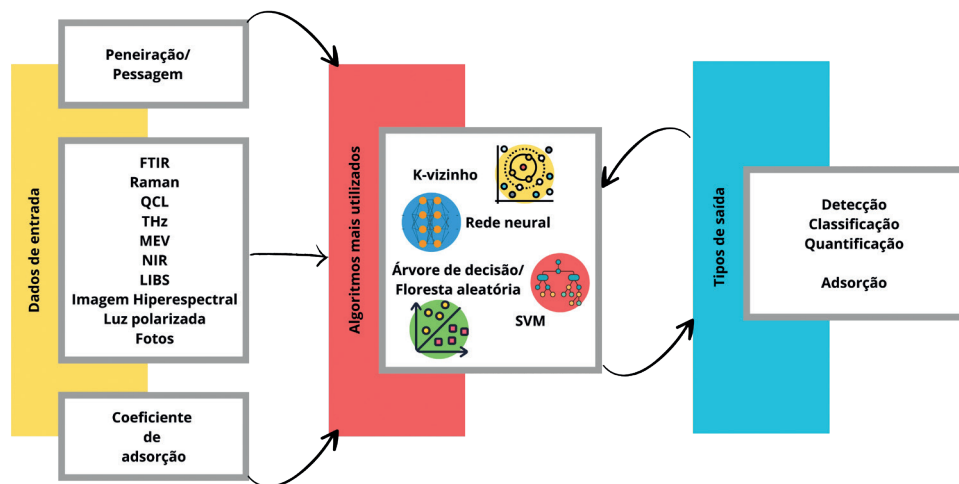 Dados de entrada
Peneiração/
Pessagem
FTIR
Raman
QCL
THz
MEV
NIR
LIBS
Imagem Hiperespectral
Luz polarizada
Fotos
Coeficiente
de
adsorção
Algoritmos mais utilizados
K-vizinho
Rede neural
Árvore de decisão/
Floresta aleatória
SVM
Tipos de saída
Detecção
Classificação
Quantificação
Adsorção